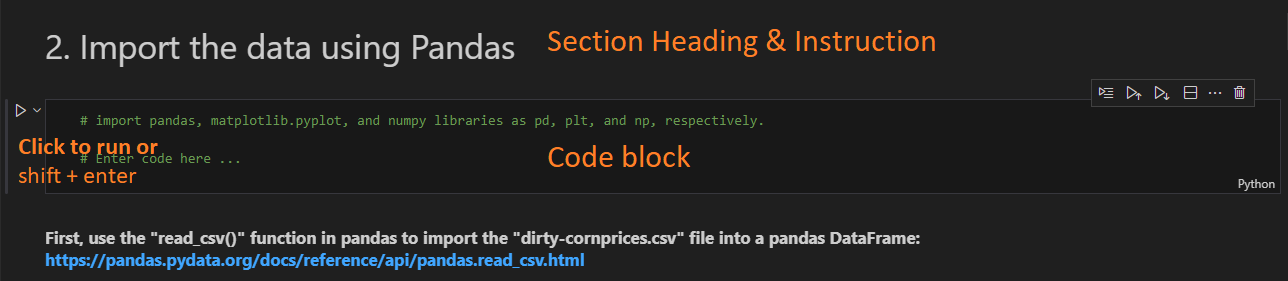 2. Import the data using Pandas
Section Heading & Instruction
# import pandas, matplotlib.pyplot, and numpy libraries as pd, plt, and np, respectively.
Click to run or
# Enter code here ...
Code block
shift + enter
Python
First, use the "read_csv()" function in pandas to import the "dirty-cornprices.csv" file into a pandas DataFrame:
https://pandas.pydata.org/docs/reference/api/pandas.read_csv.html